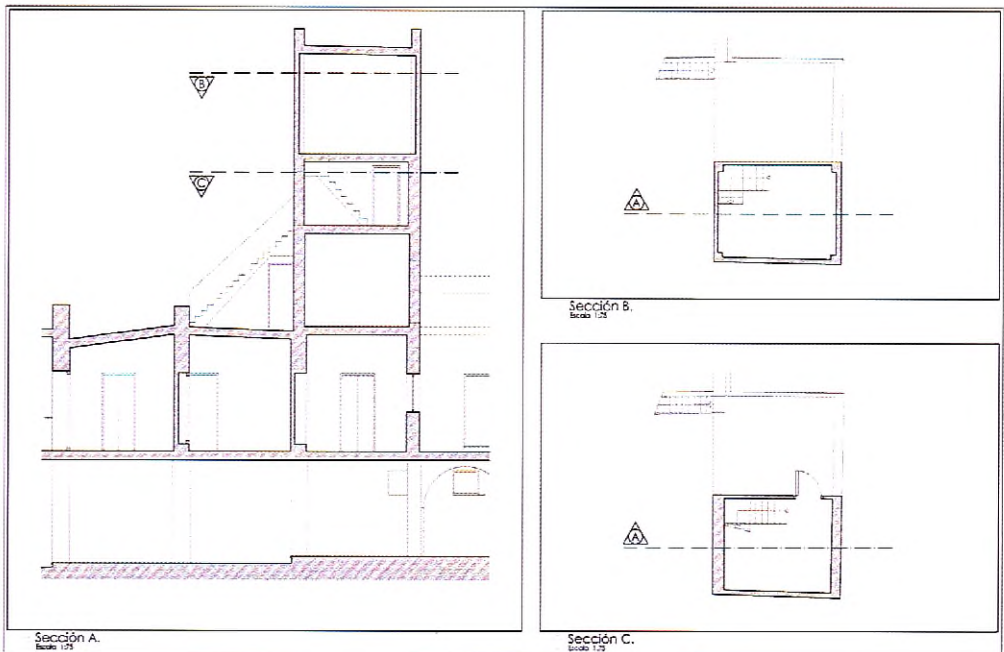 B
C
Sección A.
Escala 1:75
A
Sección B.
Escala 1:75
A
Sección C.
Escala 1:75